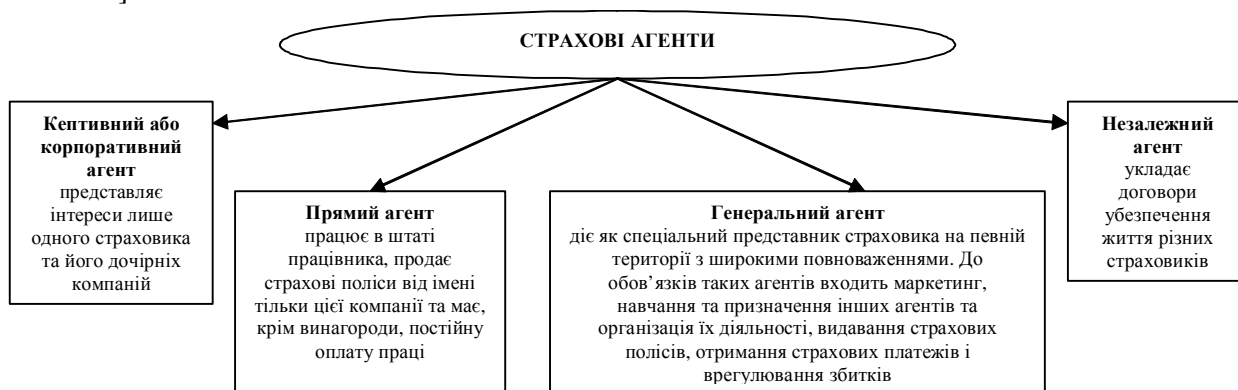 ]
СТРАХОВІ АГЕНТИ
Кептивний або
корпоративний
агент
представляє
інтереси лише
одного страховика
та його дочірніх
компаній
Прямий агент
працює в штаті
працівника, продає
страхові поліси від імені
тільки цієї компанії та має,
крім винагороди, постійну
оплату праці
Генеральний агент
діє як спеціальний представник страховика на певній
території з широкими повноваженнями. До
обов’язків таких агентів входить маркетинг,
навчання та призначення інших агентів та
організація їх діяльності, видавання страхових
полісів, отримання страхових платежів і
врегулювання збитків
Незалежний
агент
укладає
договори
убезпечення
життя різних
страховиків